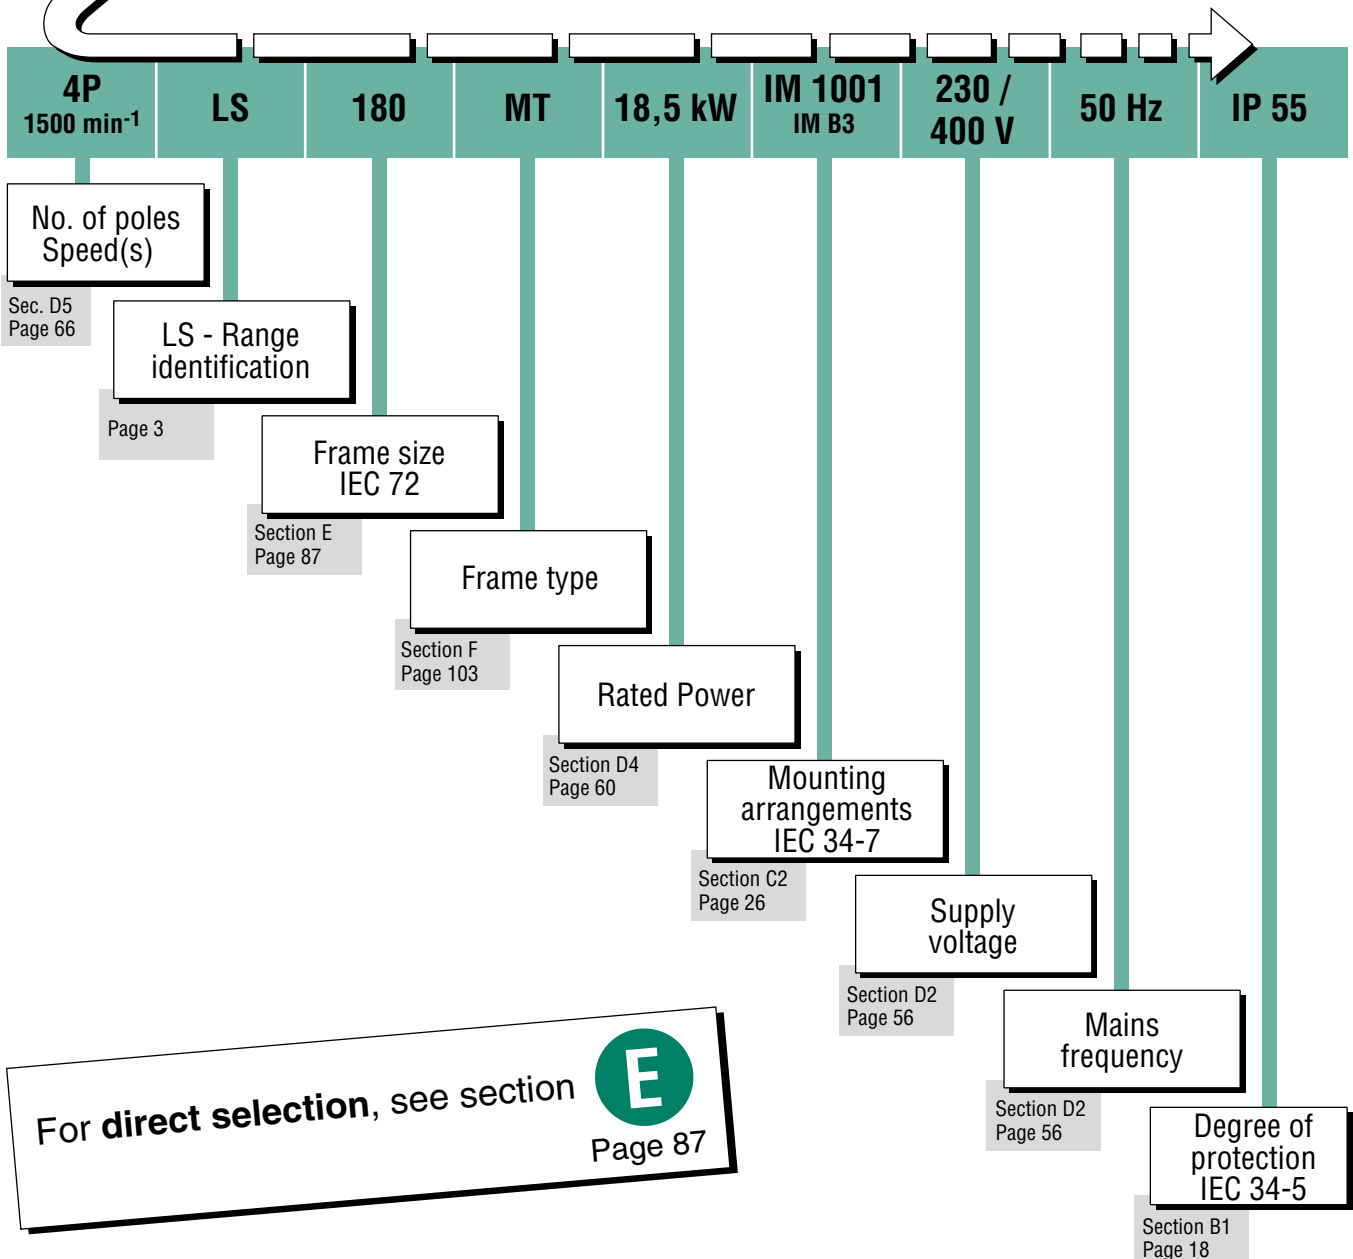 4P
1500 min-1
LS
180
MT
18,5 kW
IM 1001
IM B3
230 /
400 V
50 Hz
IP 55
No. of poles
Speed(s)
Sec. D5
Page 66
LS - Range
identification
Page 3
Frame size
IEC 72
Section E
Page 87
Frame type
Section F
Page 103
Rated Power
Section D4
Page 60
Mounting
arrangements
IEC 34-7
Section C2
Page 26
Supply
voltage
Section D2
Page 56
Mains
frequency
Section D2
Page 56
Degree of
protection
IEC 34-5
Section B1
Page 18
For direct selection, see section E
Page 87